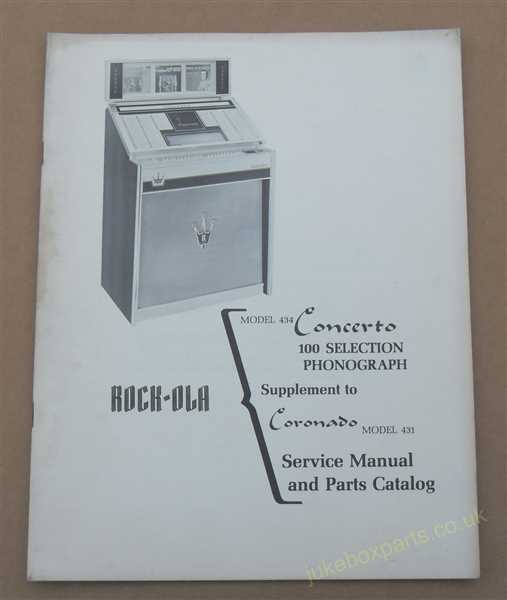 MODEL 434 Concerto
100 SELECTION
PHONOGRAPH
ROCK-OLA
Supplement to
Coronado MODEL 431
Service Manual
and Parts Catalog
jukeboxparts.co.uk